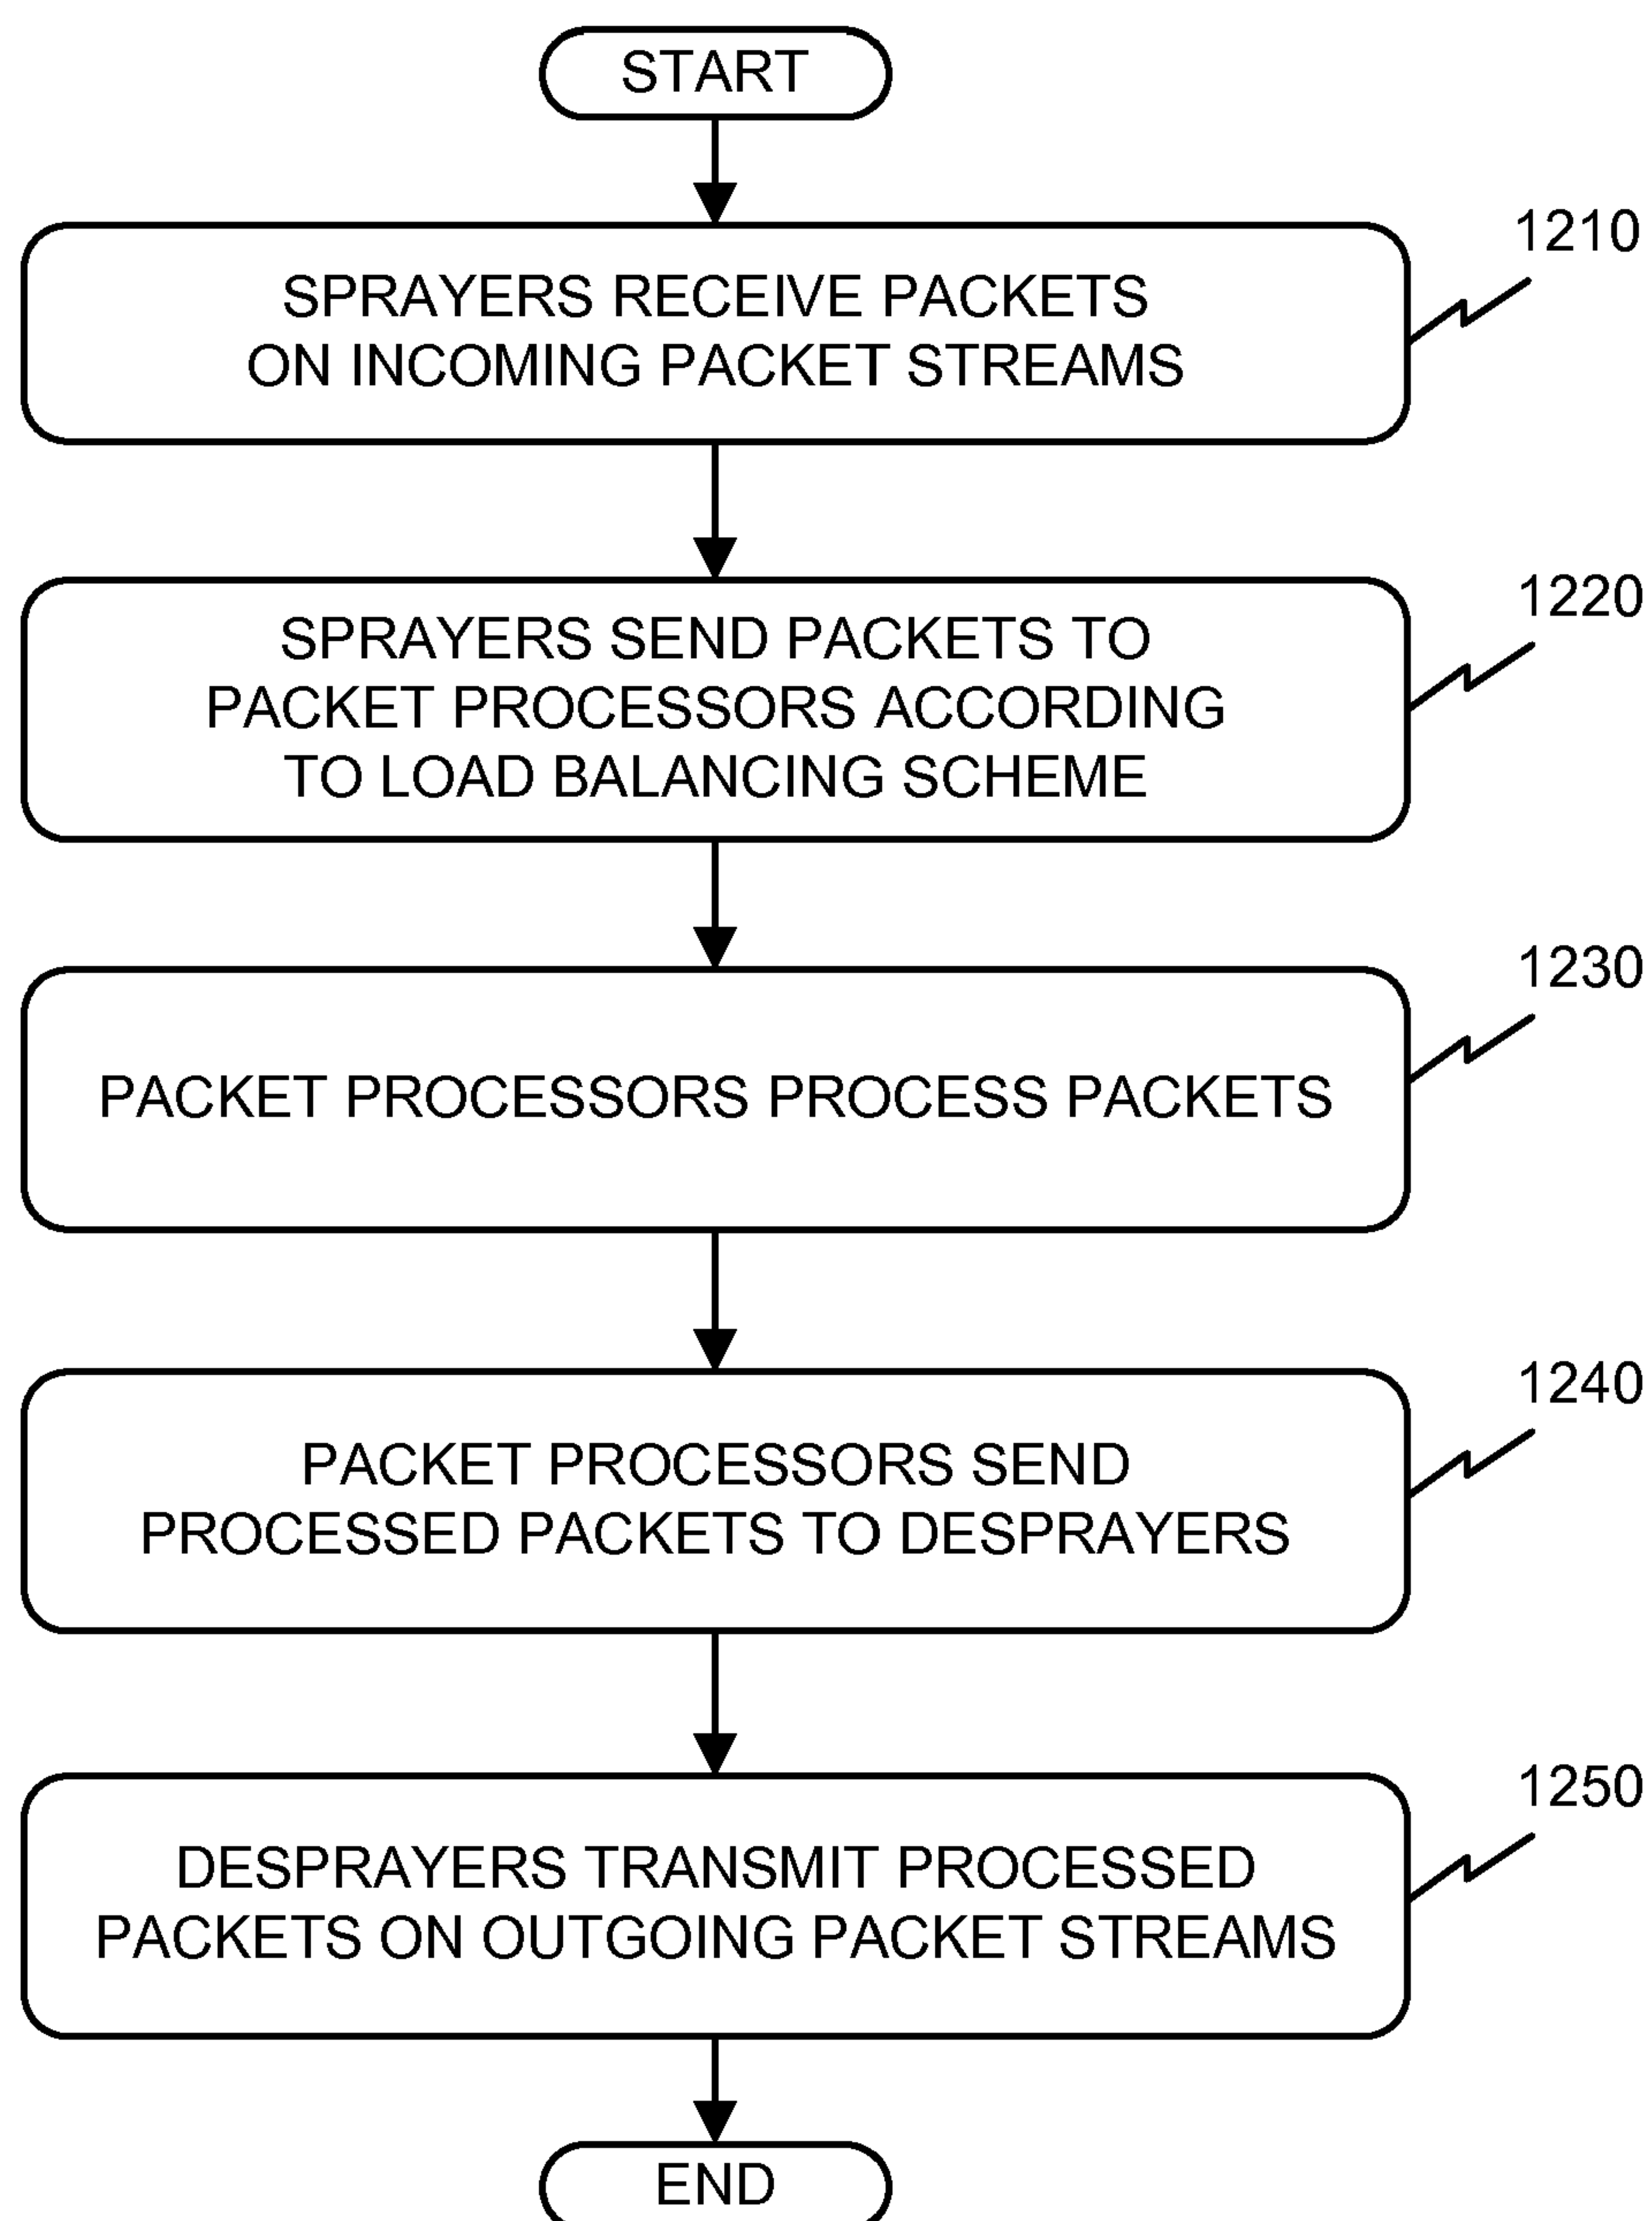 START
1210
SPRAYERS RECEIVE PACKETS
ON INCOMING PACKET STREAMS
1220
SPRAYERS SEND PACKETS TO
PACKET PROCESSORS ACCORDING
TO LOAD BALANCING SCHEME
1230
PACKET PROCESSORS PROCESS PACKETS
1240
PACKET PROCESSORS SEND
PROCESSED PACKETS TO DESPRAYERS
1250
DESPRAYERS TRANSMIT PROCESSED
PACKETS ON OUTGOING PACKET STREAMS
END